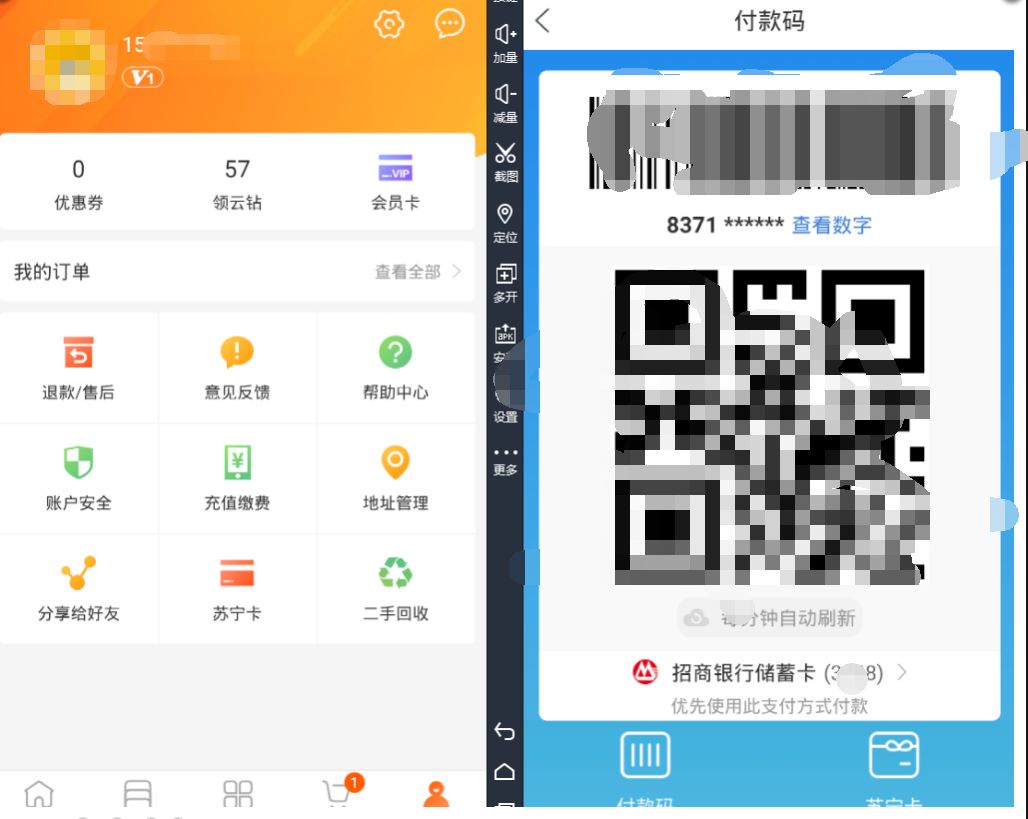 15
V1
0
57
VIP
优惠券
领云钻
会员卡
我的订单
查看全部
退款/售后
意见反馈
帮助中心
账户安全
充值缴费
地址管理
分享给好友
苏宁卡
二手回收
1
加量
减量
截图
定位
多开
APK
设置
更多
付款码
8371 ****** 查看数字
每分钟自动刷新
招商银行储蓄卡 (3 8)
优先使用此支付方式付款
付款码
苏宁卡